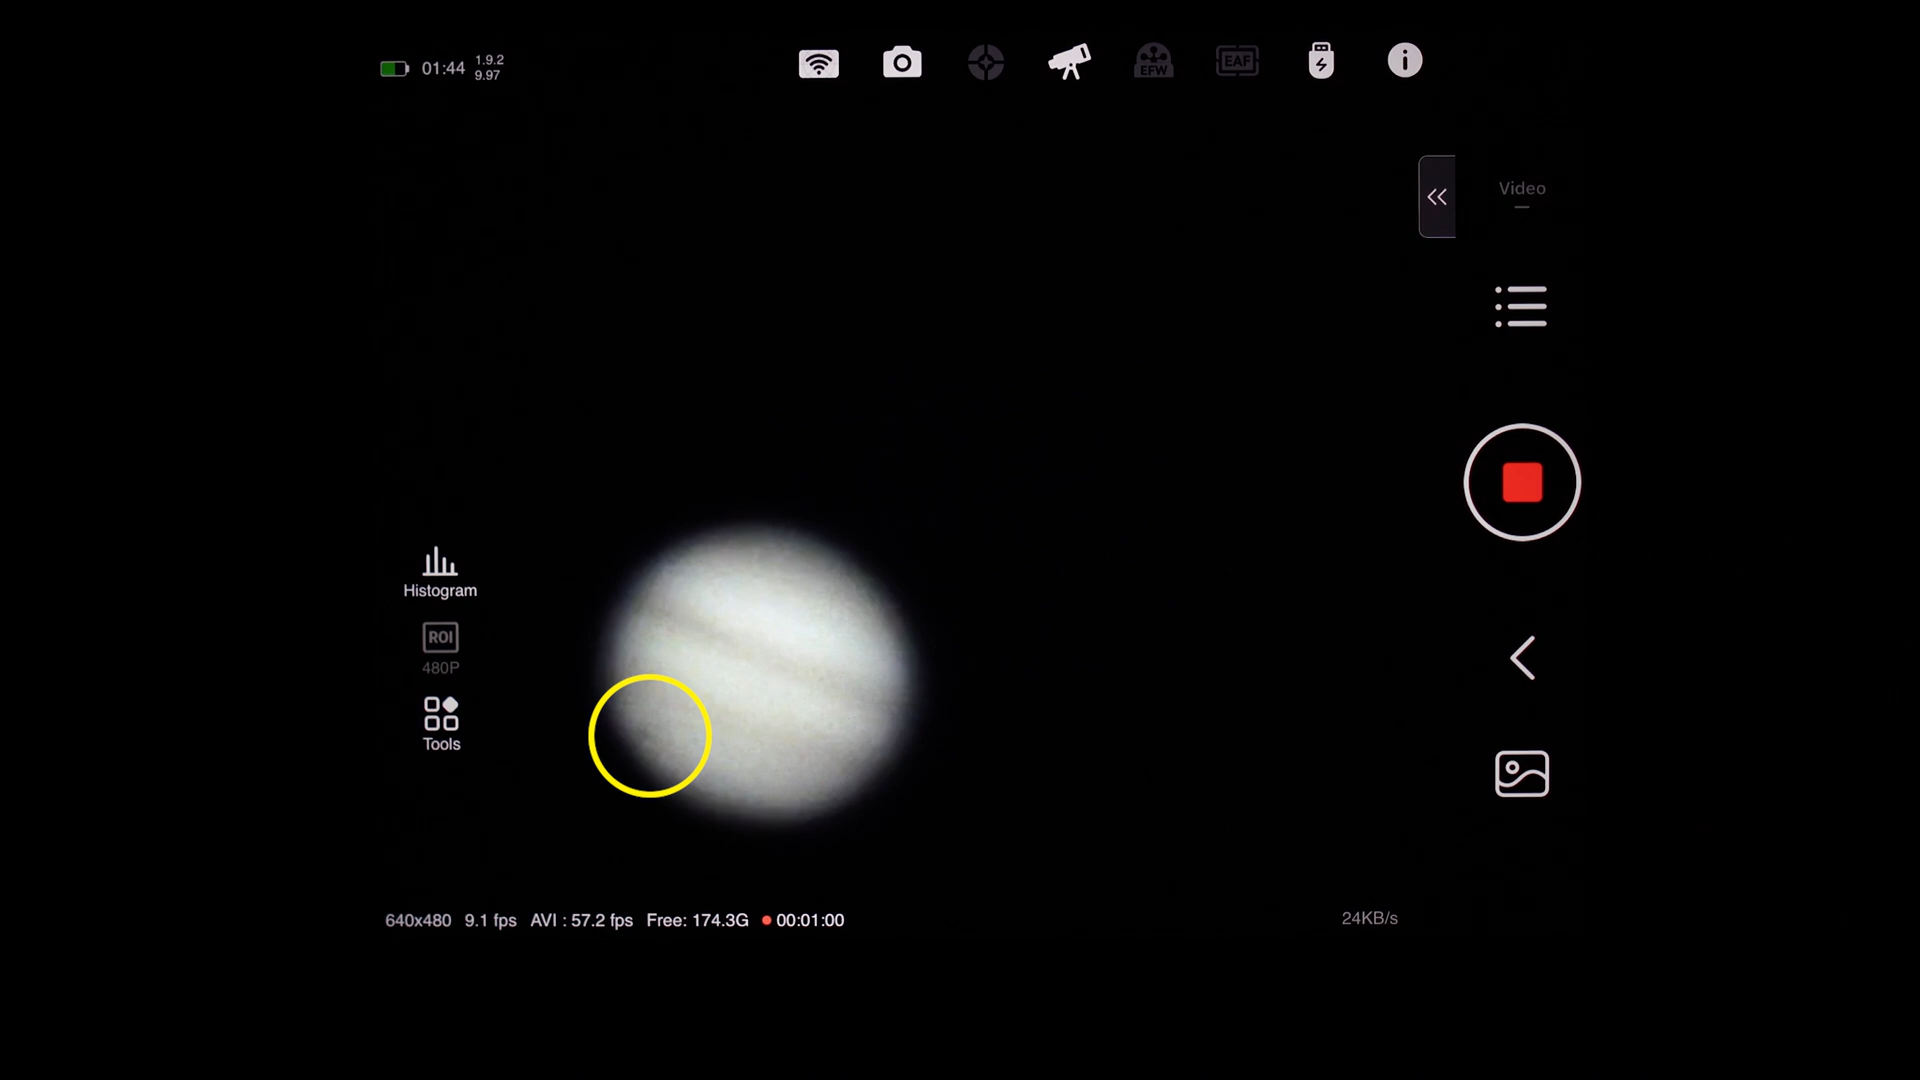 01:44
1.9.2
9.97
EFW
EAF
Video
Histogram
ROI
480P
Tools
640x480 9.1 fps AVI : 57.2 fps Free: 174.3G 00:01:00
24KB/s